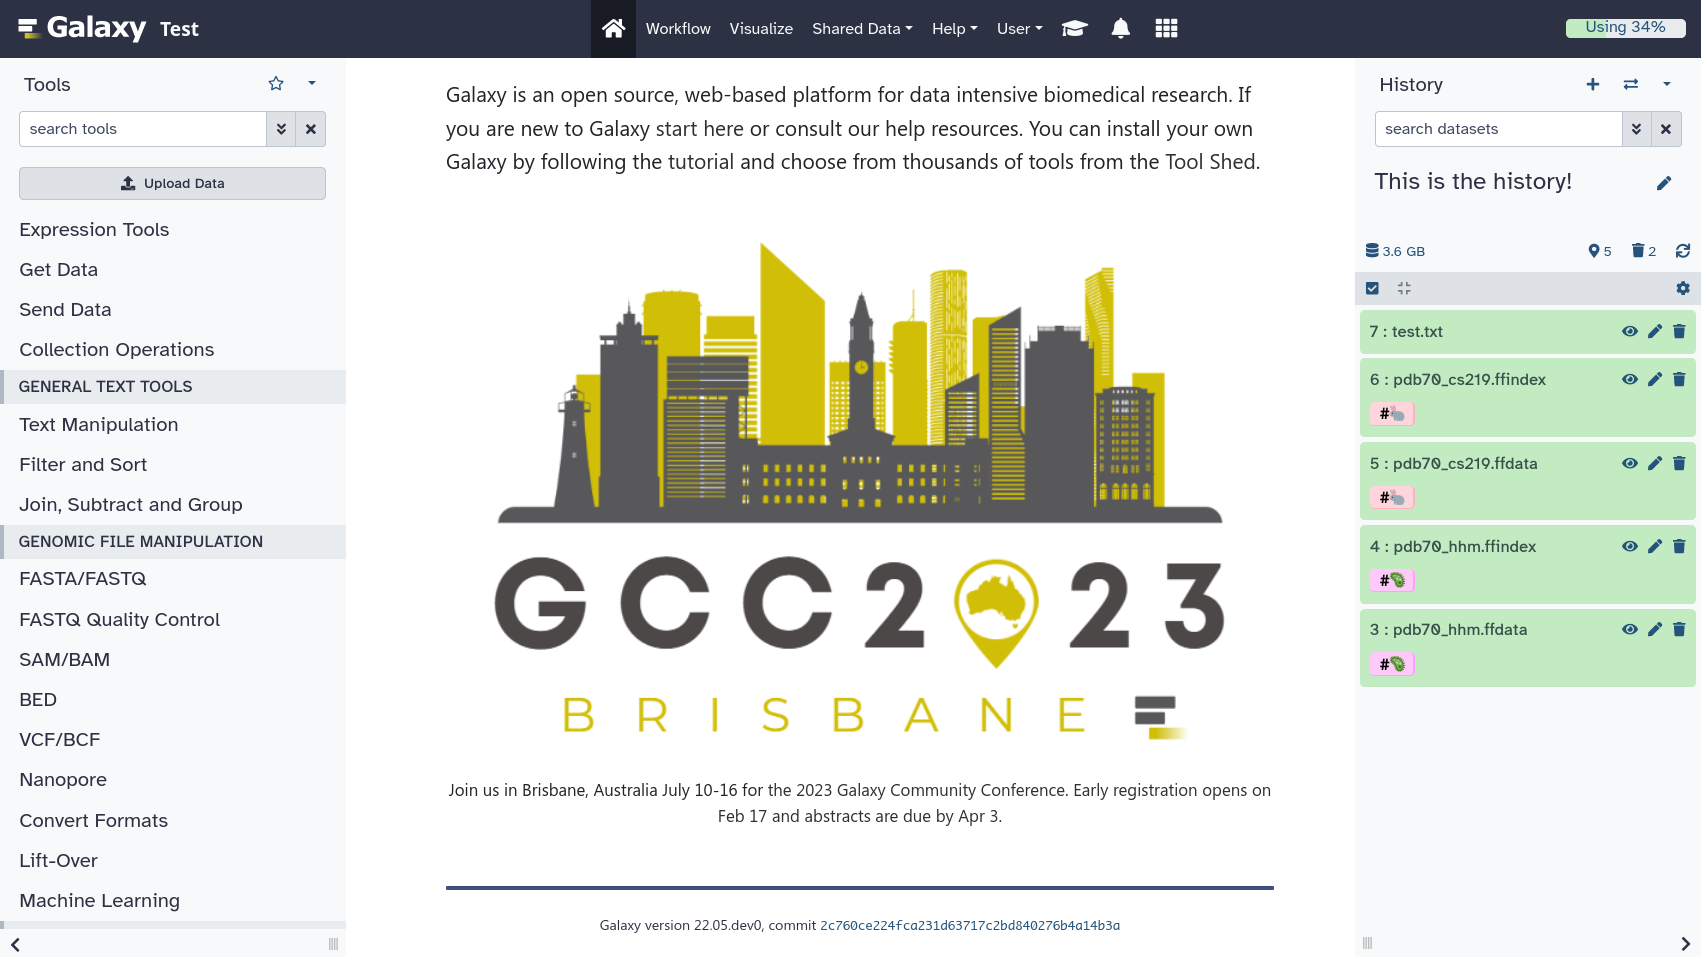 Galaxy Test
Workflow Visualize Shared Data Help User
Using 34%
Tools
search tools
Upload Data
Expression Tools
Get Data
Send Data
Collection Operations
GENERAL TEXT TOOLS
Text Manipulation
Filter and Sort
Join, Subtract and Group
GENOMIC FILE MANIPULATION
FASTA/FASTQ
FASTQ Quality Control
SAM/BAM
BED
VCF/BCF
Nanopore
Convert Formats
Lift-Over
Machine Learning
Galaxy is an open source, web-based platform for data intensive biomedical research. If
you are new to Galaxy start here or consult our help resources. You can install your own
Galaxy by following the tutorial and choose from thousands of tools from the Tool Shed.
GCC2023
BRISBANE
Join us in Brisbane, Australia July 10-16 for the 2023 Galaxy Community Conference. Early registration opens on
Feb 17 and abstracts are due by Apr 3.
Galaxy version 22.05.dev0, commit 2c760ce224fca231d63717c2bd840276b4a14b3a
History
search datasets
This is the history!
3.6 GB 5 2
7 : test.txt
6 : pdb70_cs219.ffindex
#🐁
5 : pdb70_cs219.ffdata
#🐁
4 : pdb70_hhm.ffindex
#🦠
3 : pdb70_hhm.ffdata
#🦠